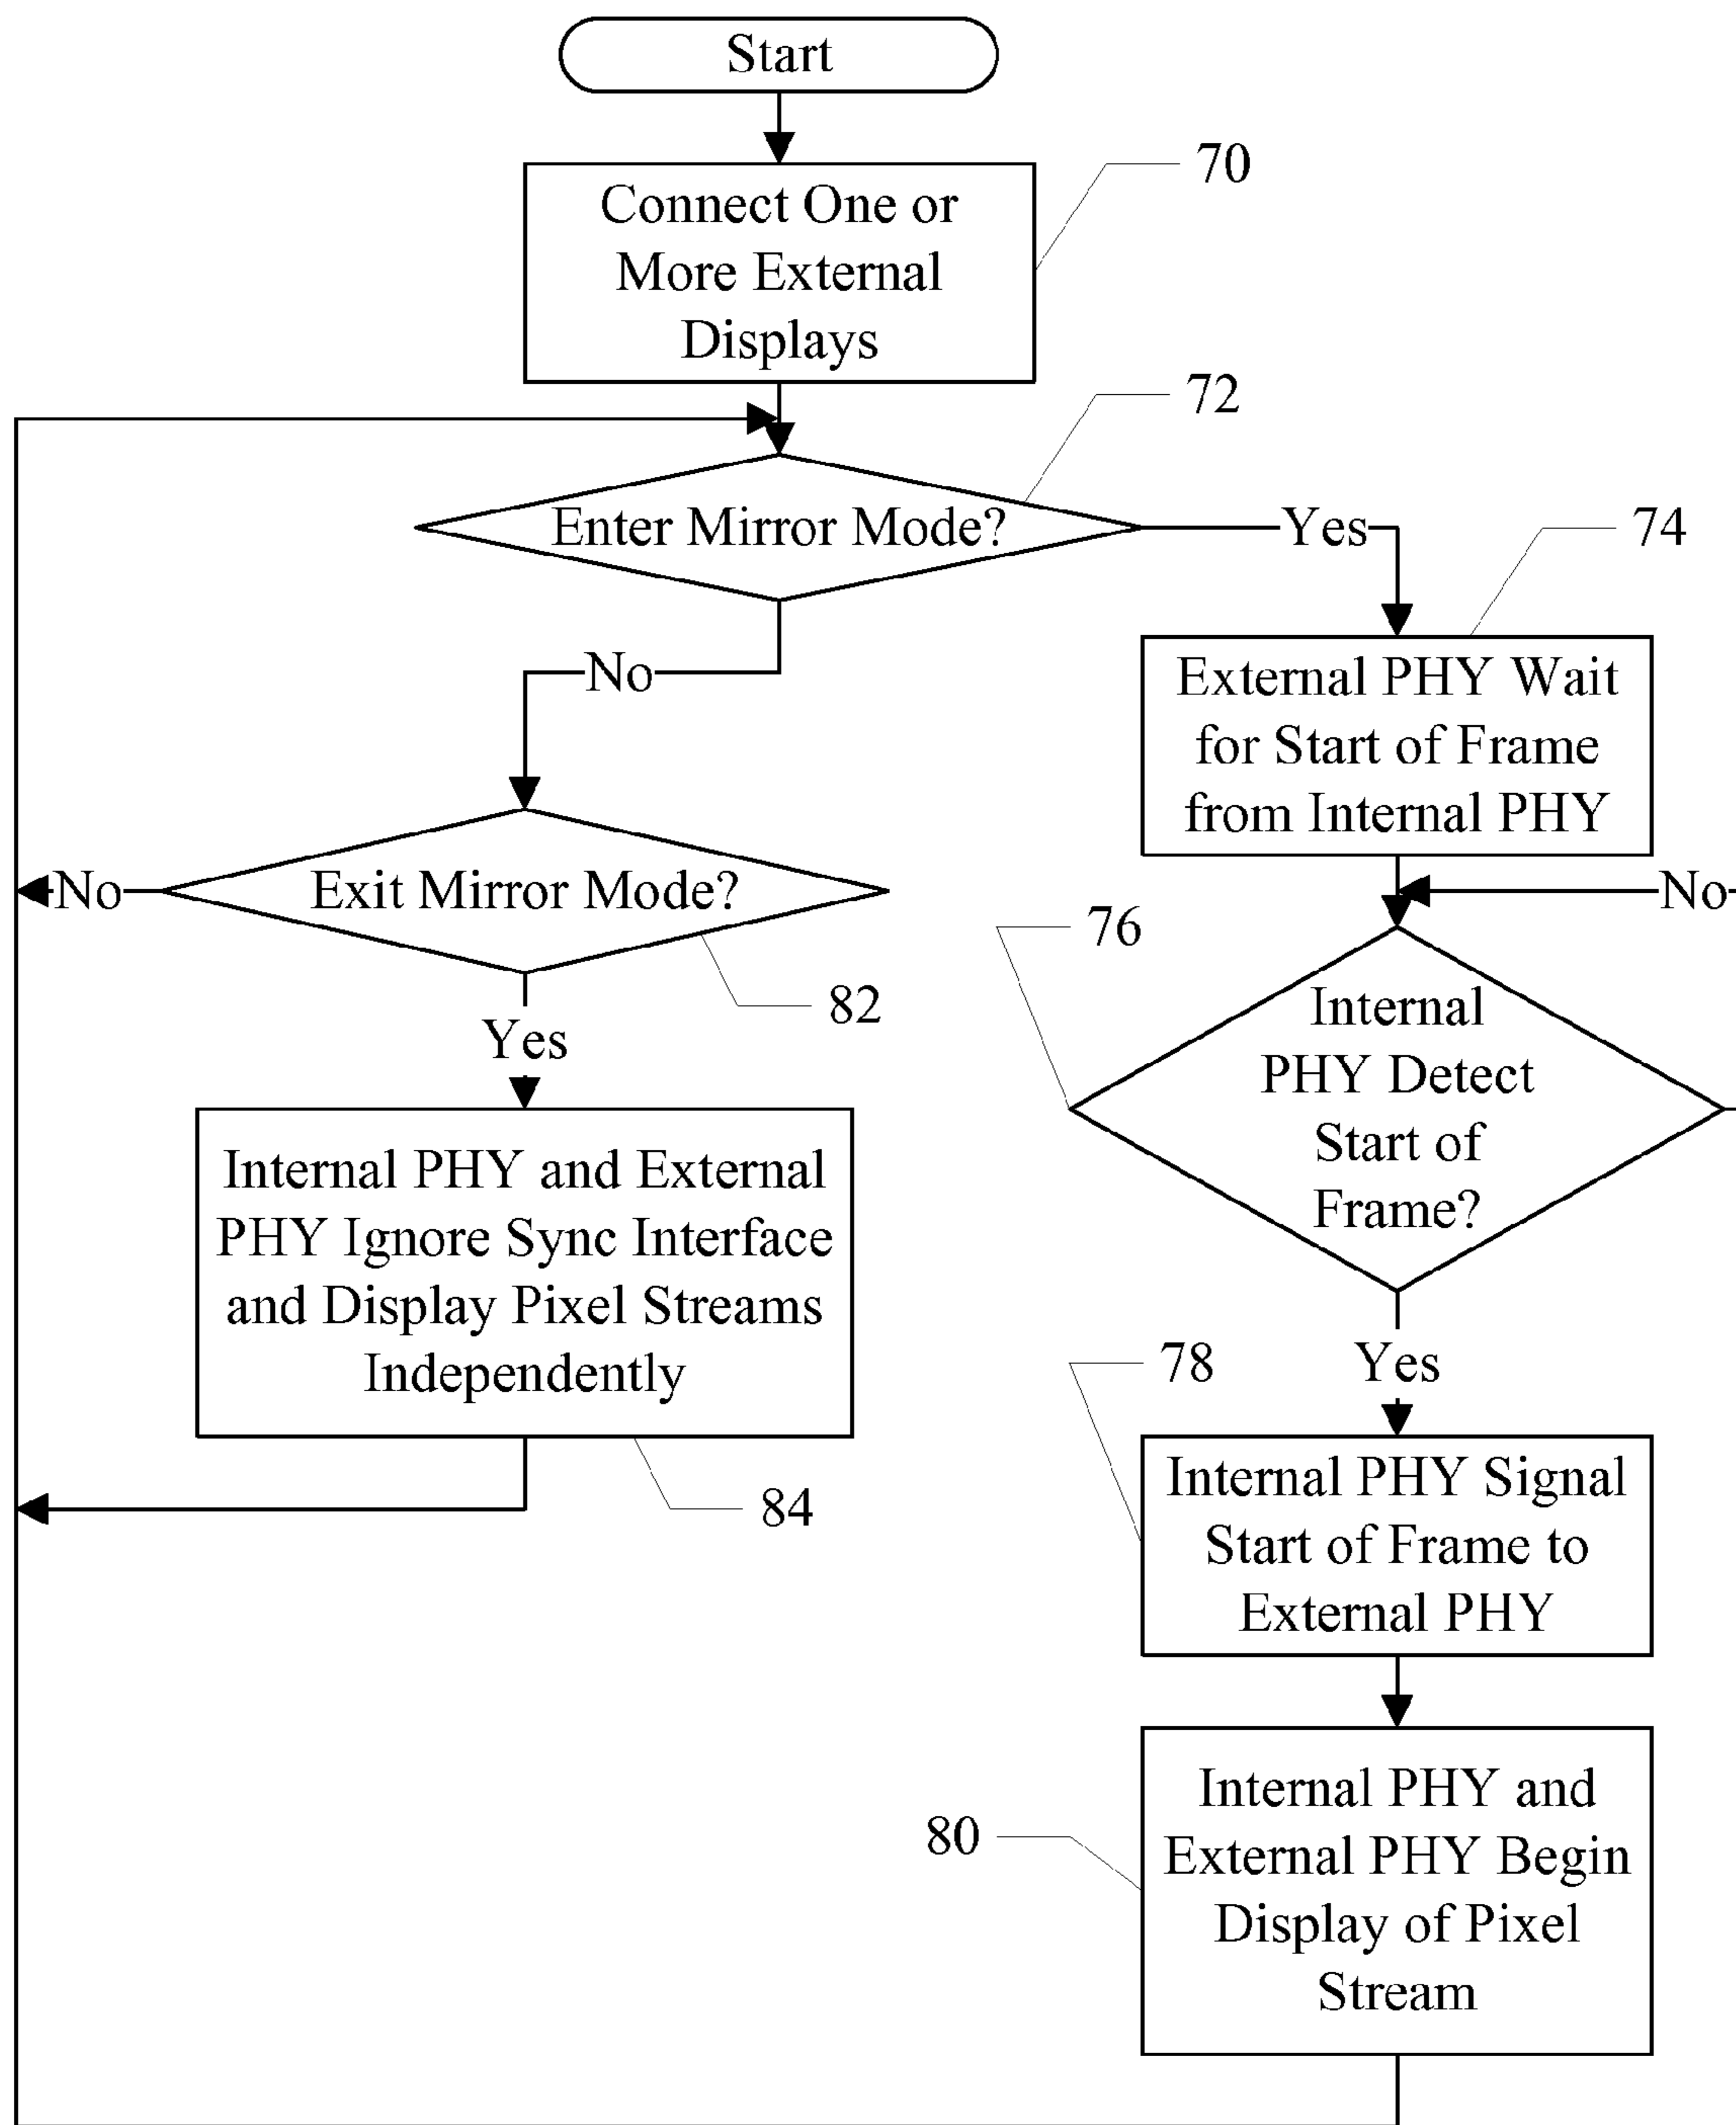 Start
70
Connect One or
More External
Displays
72
Enter Mirror Mode?
Yes
74
No
External PHY Wait
for Start of Frame
from Internal PHY
No
Exit Mirror Mode?
No
76
82
Internal
PHY Detect
Start of
Frame?
Yes
Internal PHY and External
PHY Ignore Sync Interface
and Display Pixel Streams
Independently
84
78
Yes
Internal PHY Signal
Start of Frame to
External PHY
80
Internal PHY and
External PHY Begin
Display of Pixel
Stream